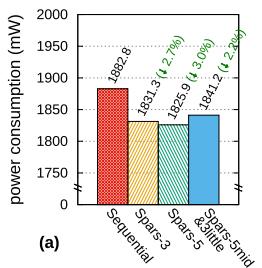 power consumption (mW)
2000
1950
1900
1850
1800
1750
0
1882.8
1831.3 (⬇ 2.7%)
1825.9 (⬇ 3.0%)
1841.2 (⬇ 2.2%)
Sequential
Spars-3
Spars-5
Spars-5mid
&3little
(a)